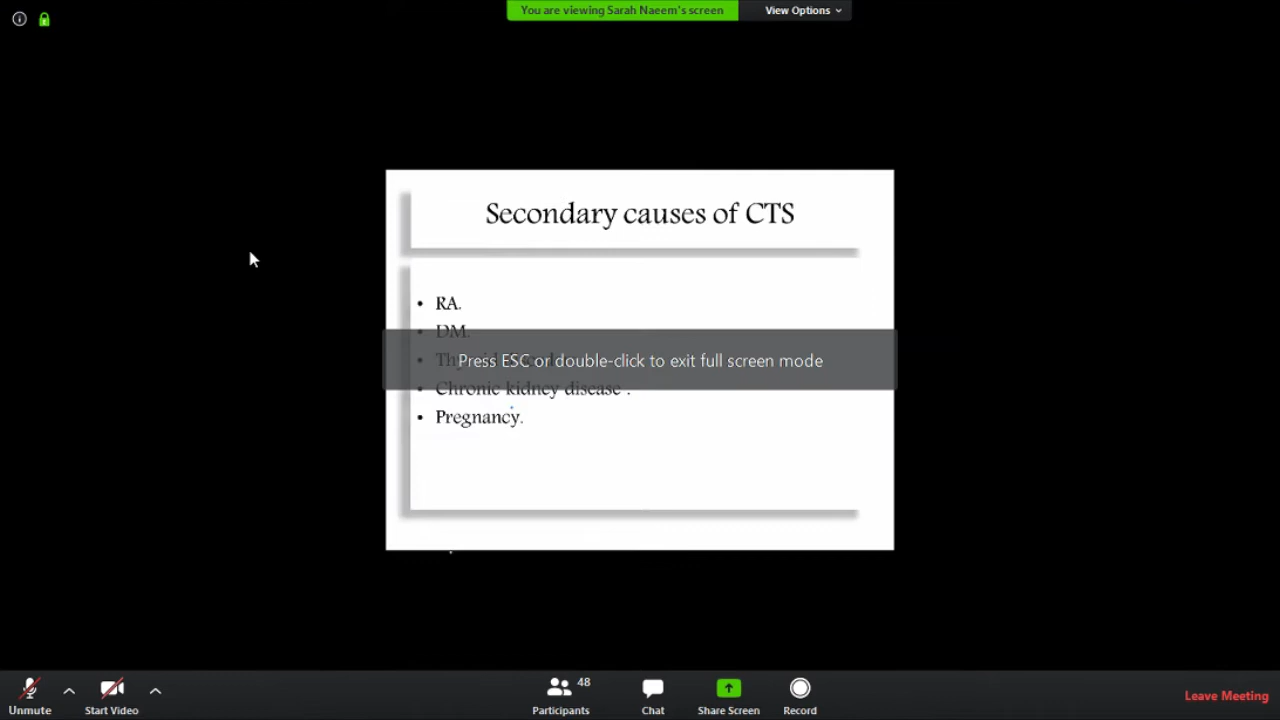 You are viewing Sarah Naeem's screen View Options
Secondary causes of CTS
• RA.
• DM.
Press ESC or double-click to exit full screen mode
• Chronic kidney disease .
• Pregnancy.
Unmute Start Video Participants 48 Chat Share Screen Record Leave Meeting